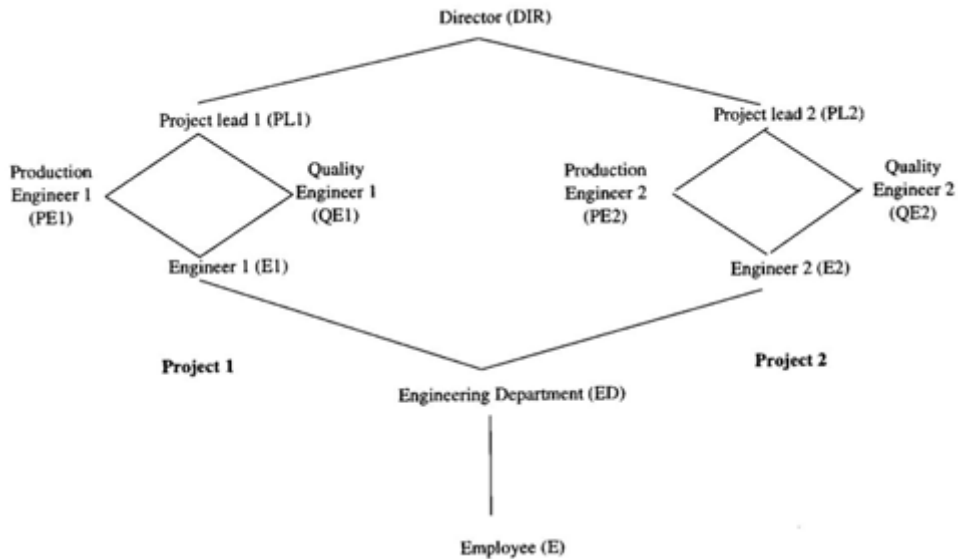 Director (DIR)
Project lead 1 (PL1)
Project lead 2 (PL2)
Production
Engineer 1
(PE1)
Quality
Engineer 1
(QE1)
Production
Engineer 2
(PE2)
Quality
Engineer 2
(QE2)
Engineer 1 (E1)
Engineer 2 (E2)
Project 1
Project 2
Engineering Department (ED)
Employee (E)